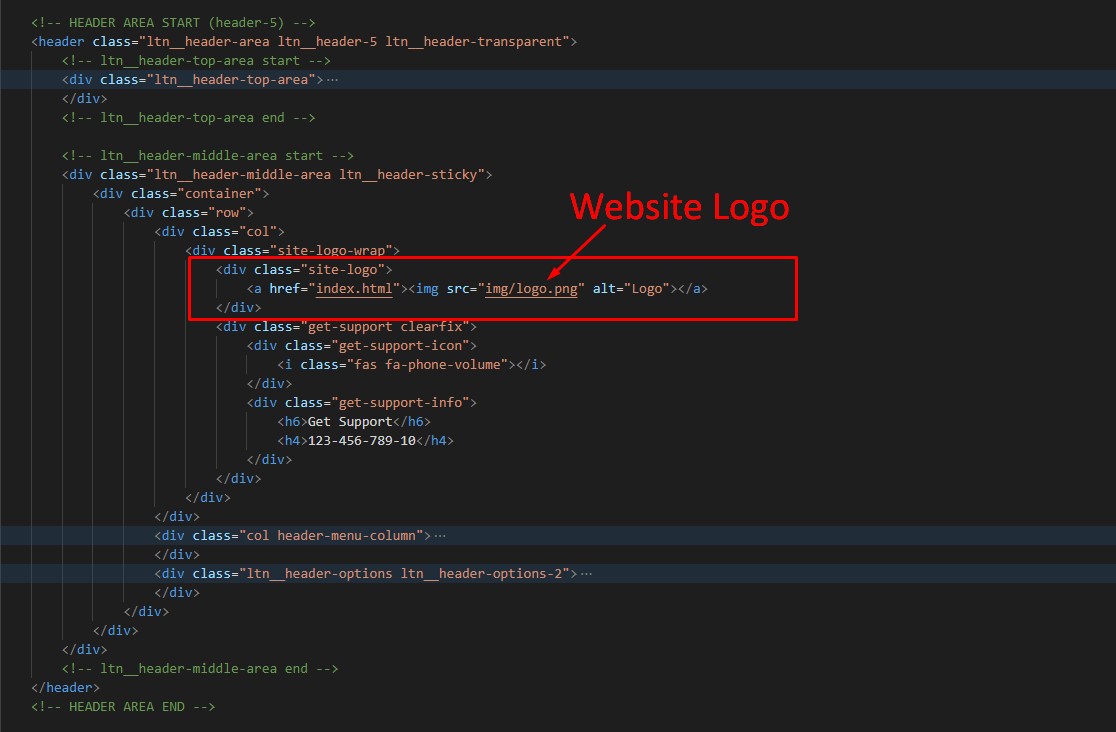 <!-- HEADER AREA START (header-5) -->
<header class="ltn__header-area ltn__header-5 ltn__header-transparent">
<!-- ltn__header-top-area start -->
<div class="ltn__header-top-area">···
</div>
<!-- ltn__header-top-area end -->
<!-- ltn__header-middle-area start -->
<div class="ltn__header-middle-area ltn__header-sticky">
<div class="container">
Website Logo
<div class="row">
<div class="col">
<div class="site-logo-wrap">
<div class="site-logo">
<a href="index.html"><img src="img/logo.png" alt="Logo"></a>
</div>
<div class="get-support clearfix">
<div class="get-support-icon">
<i class="fas fa-phone-volume"></i>
</div>
<div class="get-support-info">
<h6>Get Support</h6>
<h4>123-456-789-10</h4>
</div>
</div>
</div>
</div>
<div class="col header-menu-column">···
</div>
<div class="ltn__header-options ltn__header-options-2">···
</div>
</div>
</div>
</div>
<!-- ltn__header-middle-area end -->
</header>
<!-- HEADER AREA END -->